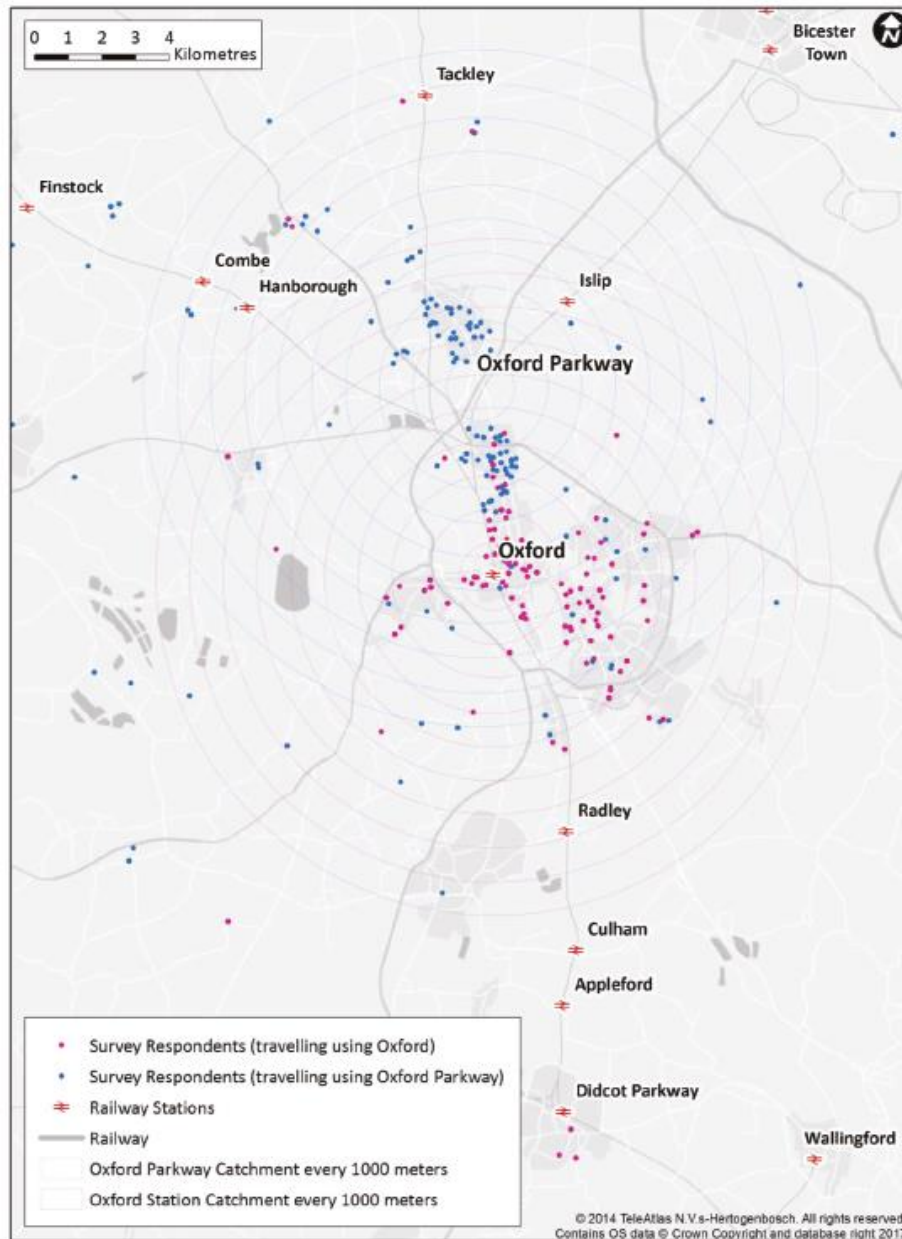 0 1 2 3 4
Kilometres
N
Bicester
Town
Tackley
Finstock
Combe
Hanborough
Islip
Oxford Parkway
Oxford
Radley
Culham
Appleford
Didcot Parkway
Wallingford
Survey Respondents (travelling using Oxford)
Survey Respondents (travelling using Oxford Parkway)
Railway Stations
Railway
Oxford Parkway Catchment every 1000 meters
Oxford Station Catchment every 1000 meters
© 2014 TeleAtlas N.V.s-Hertogenbosch. All rights reserved
Contains OS data © Crown Copyright and database right 2017